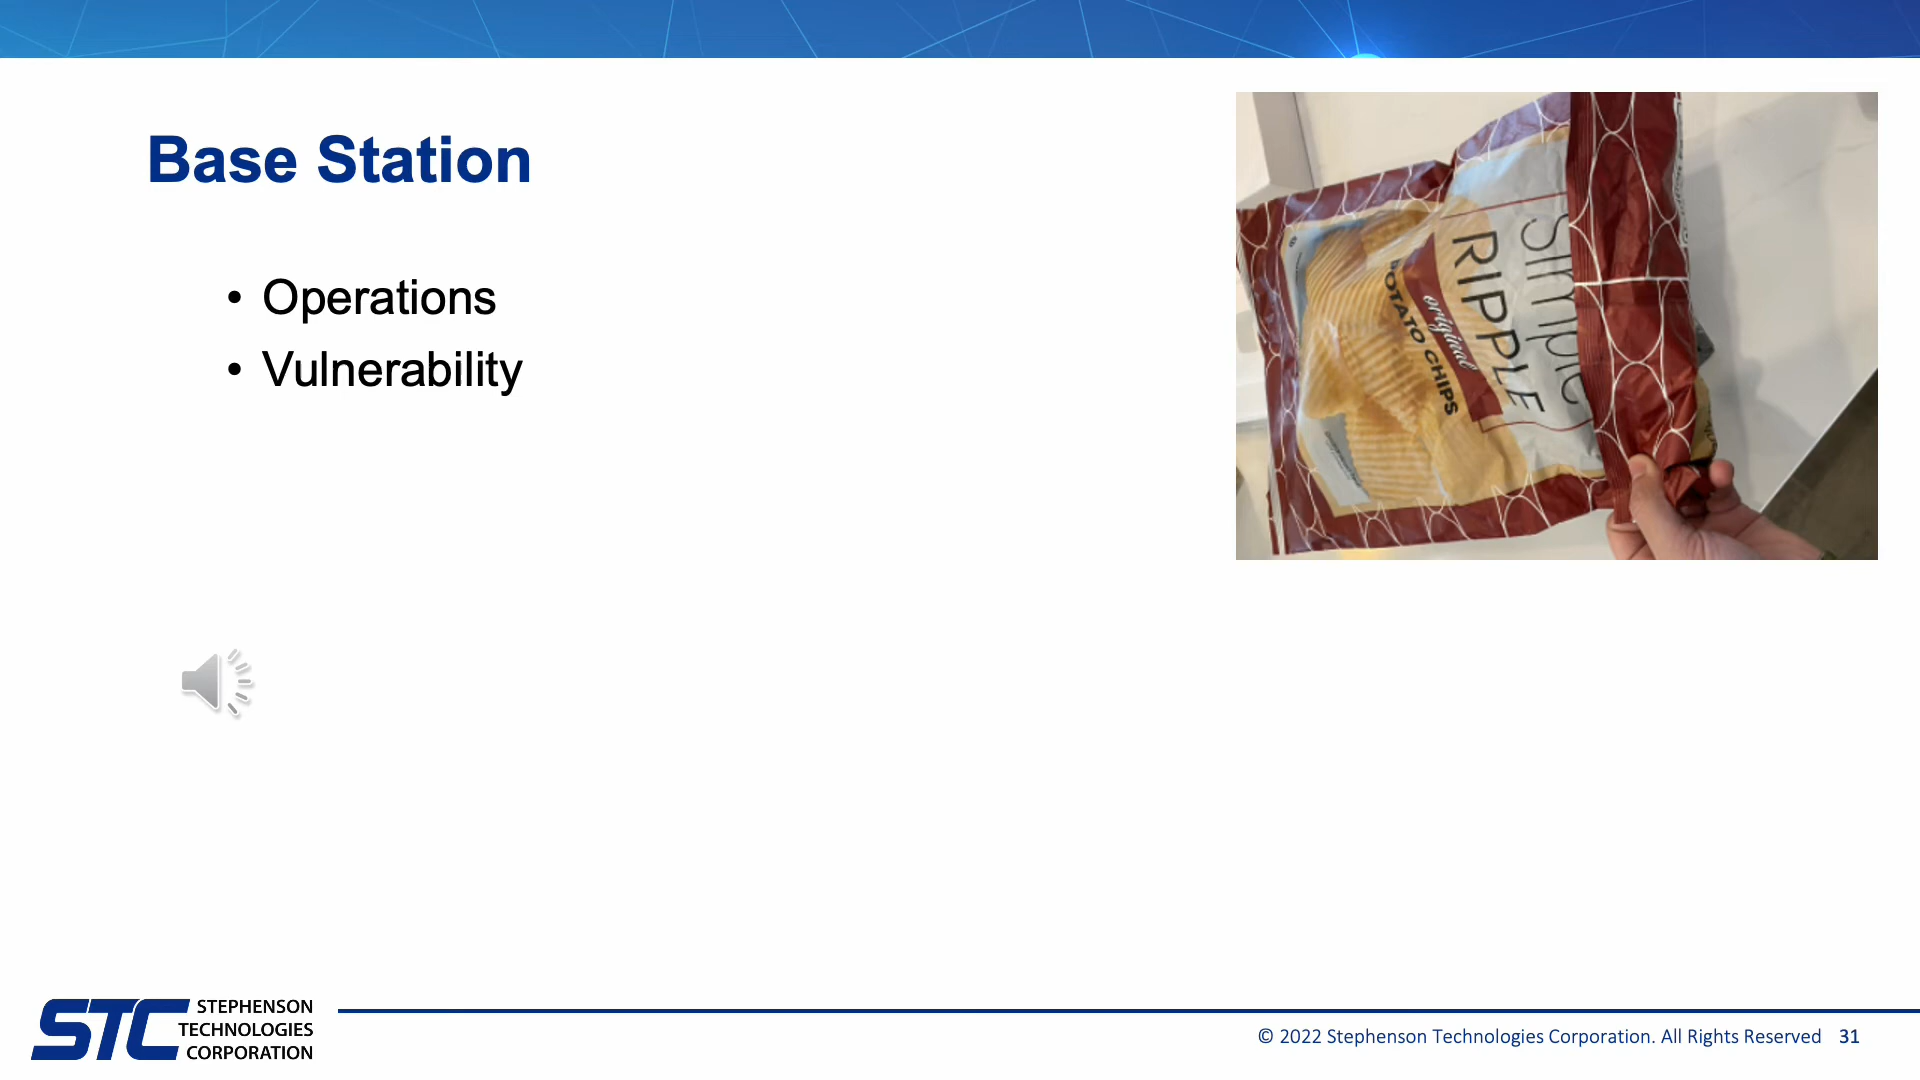 Base Station
• Operations
• Vulnerability
Simple
RIPPLE
original
POTATO CHIPS
STC
STEPHENSON
TECHNOLOGIES
CORPORATION
© 2022 Stephenson Technologies Corporation. All Rights Reserved 31